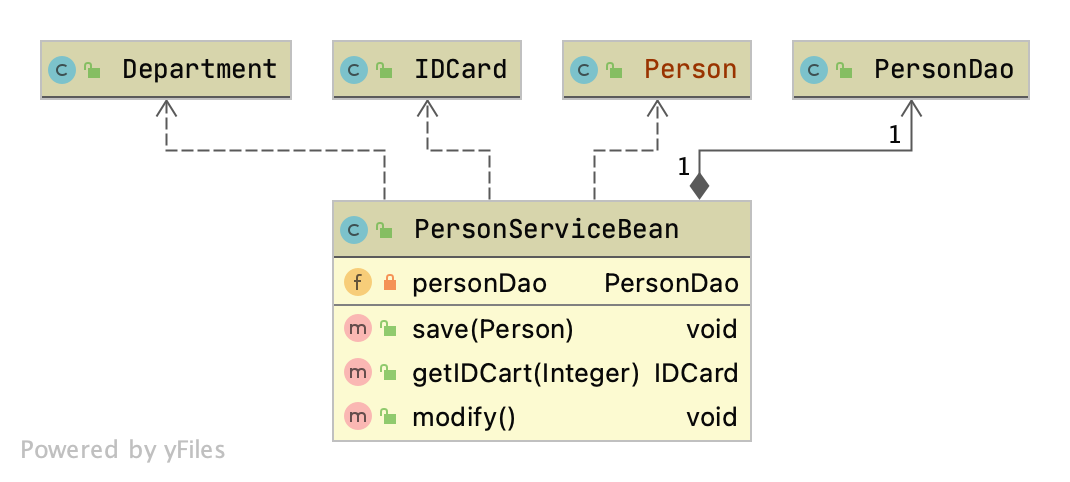 Department
IDCard
Person
PersonDao
1
1
PersonServiceBean
personDao PersonDao
save(Person) void
getIDCart(Integer) IDCard
modify() void
Powered by yFiles